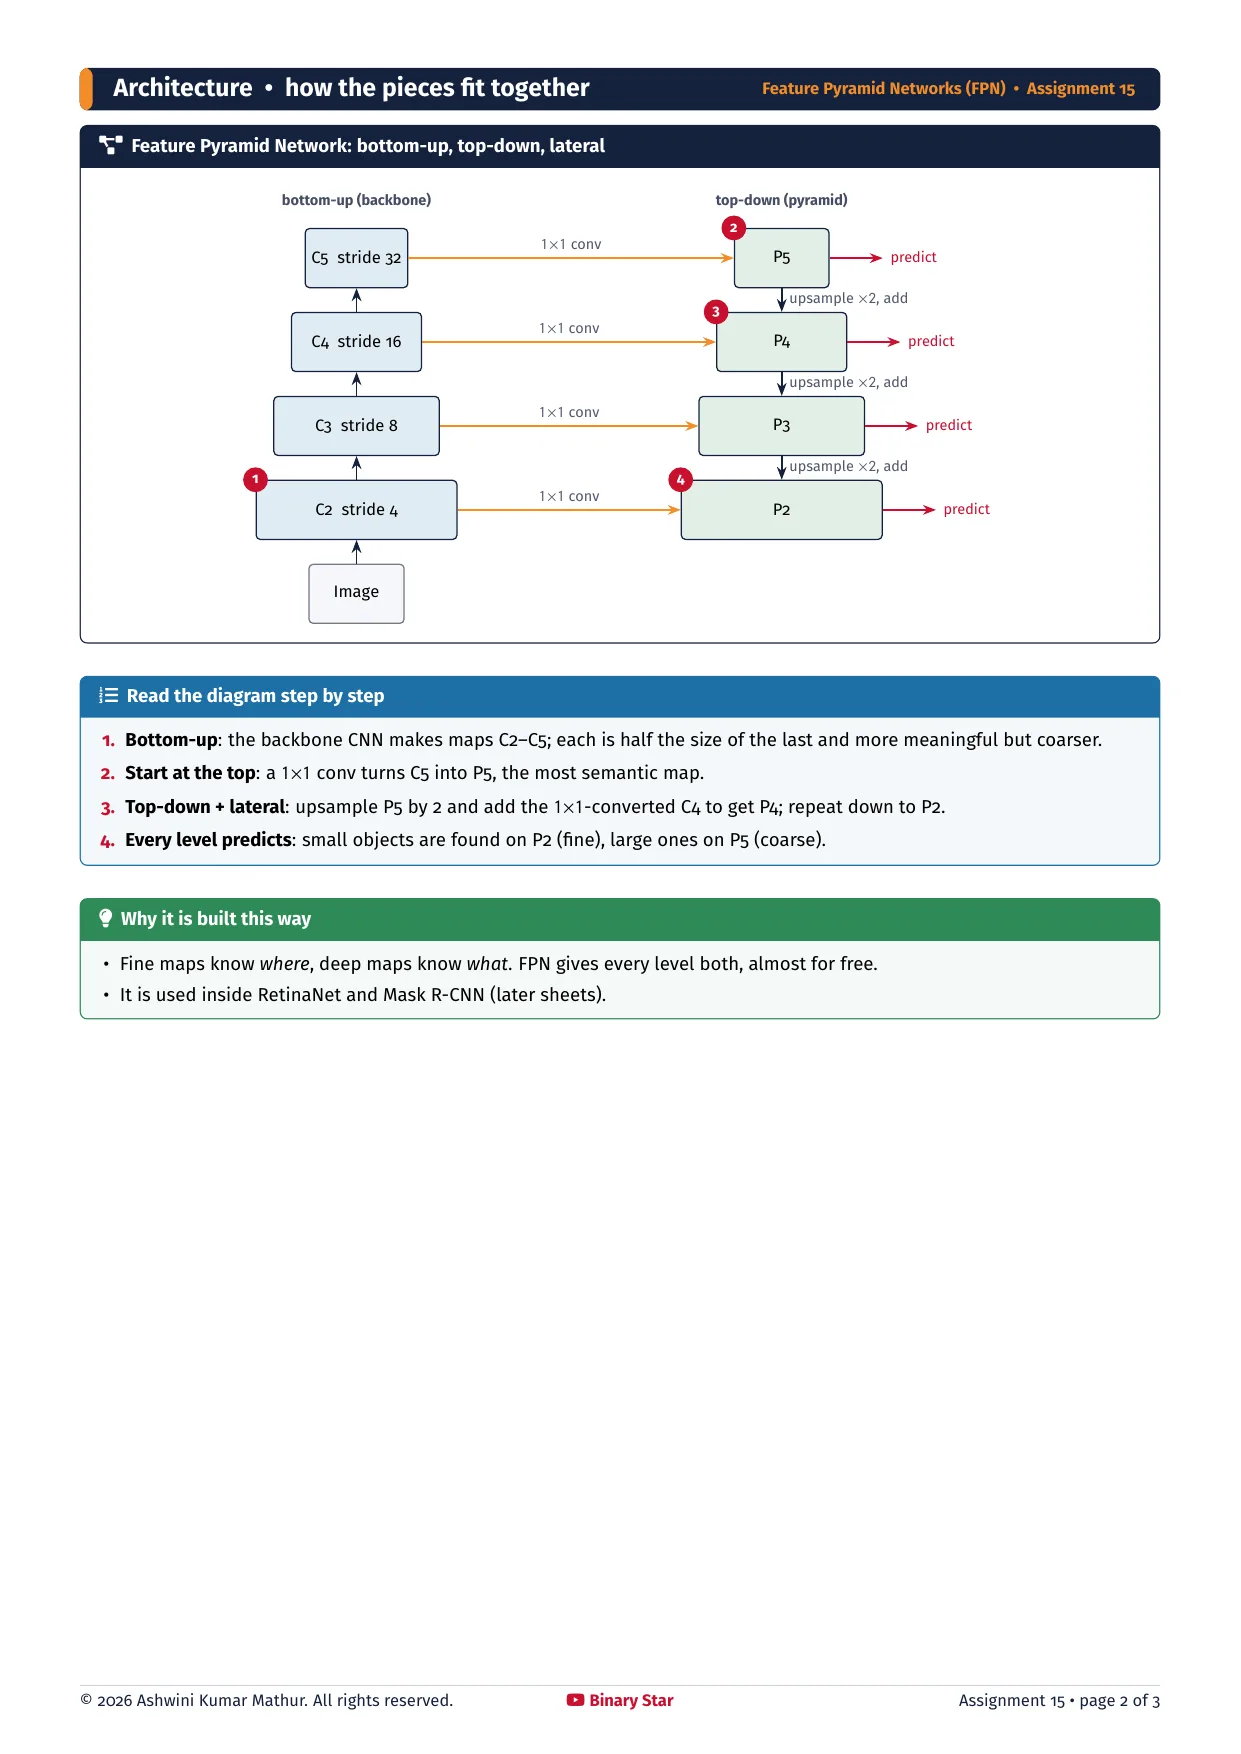 Architecture • how the pieces fit together
Feature Pyramid Networks (FPN) • Assignment 15
Feature Pyramid Network: bottom-up, top-down, lateral
bottom-up (backbone)
top-down (pyramid)
2
C5 stride 32
1×1 conv
P5
predict
upsample ×2, add
3
C4 stride 16
1×1 conv
P4
predict
upsample ×2, add
C3 stride 8
1×1 conv
P3
predict
upsample ×2, add
1
4
C2 stride 4
1×1 conv
P2
predict
Image
Read the diagram step by step
1. Bottom-up: the backbone CNN makes maps C2–C5; each is half the size of the last and more meaningful but coarser.
2. Start at the top: a 1×1 conv turns C5 into P5, the most semantic map.
3. Top-down + lateral: upsample P5 by 2 and add the 1×1-converted C4 to get P4; repeat down to P2.
4. Every level predicts: small objects are found on P2 (fine), large ones on P5 (coarse).
Why it is built this way
• Fine maps know where, deep maps know what. FPN gives every level both, almost for free.
• It is used inside RetinaNet and Mask R-CNN (later sheets).
© 2026 Ashwini Kumar Mathur. All rights reserved.
Binary Star
Assignment 15 • page 2 of 3